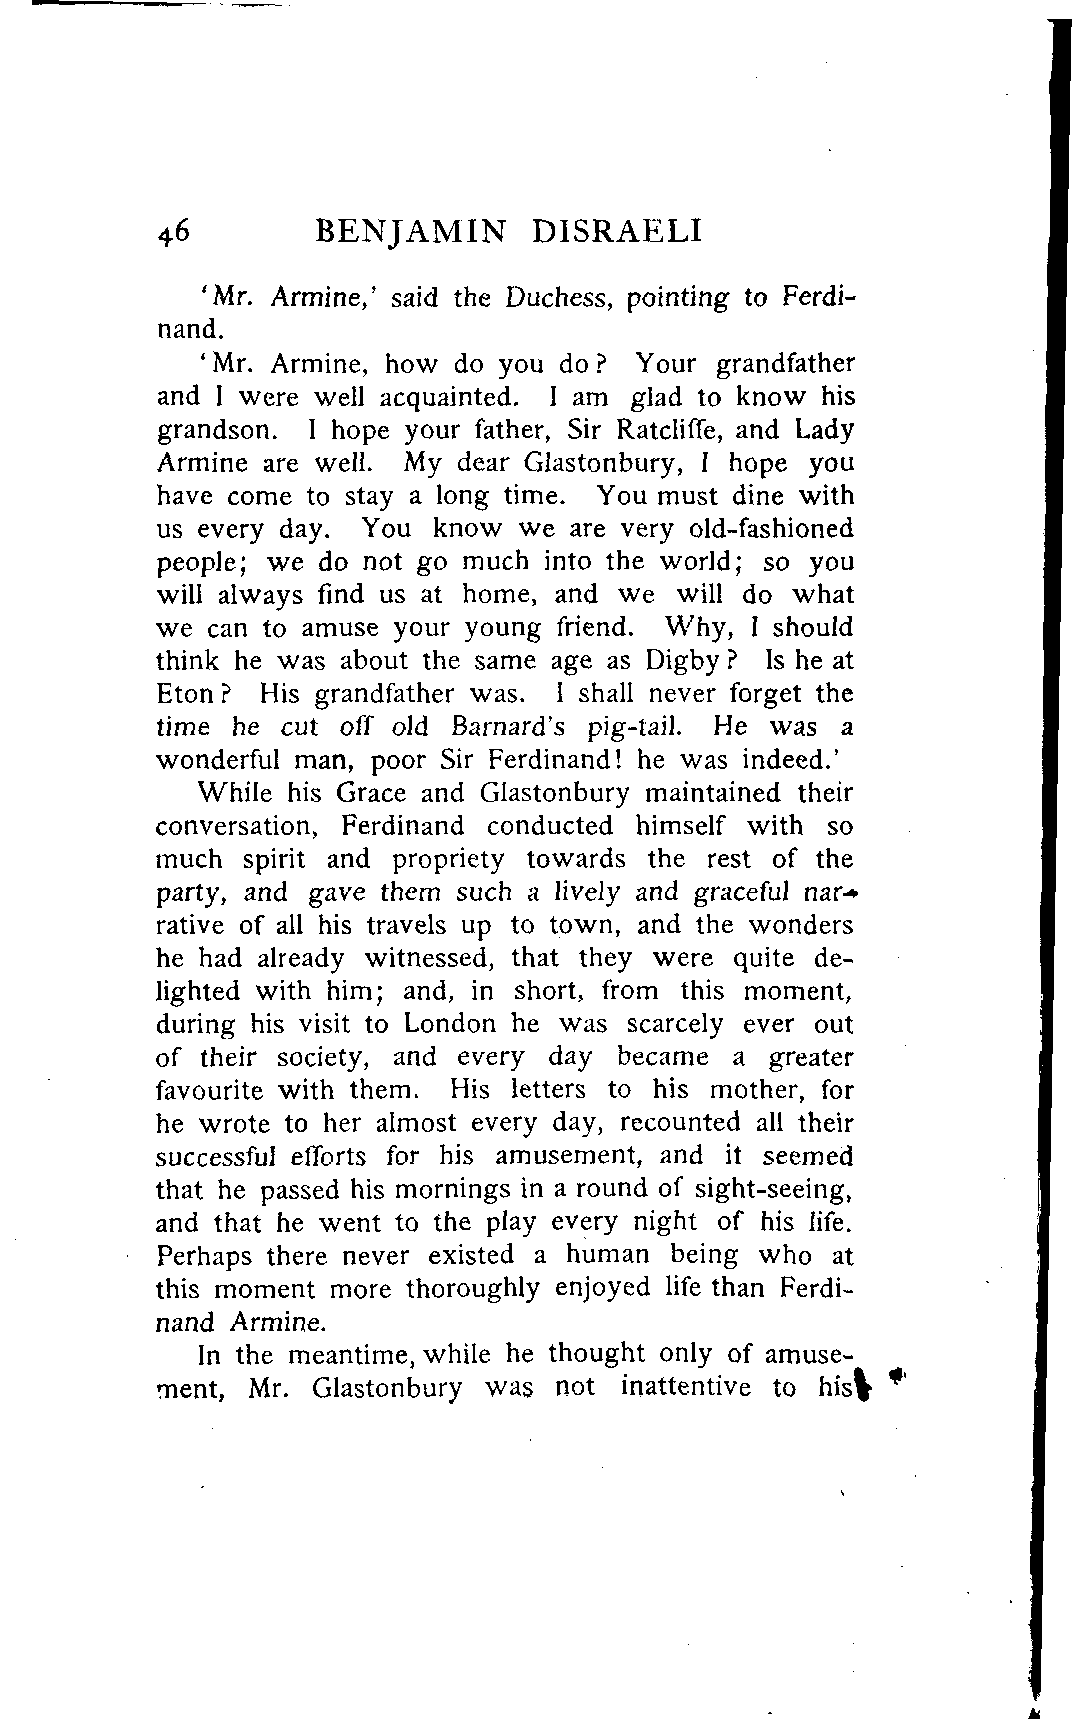 46 BENJAMIN DISRAELI
'Mr. Armine,' said the Duchess, pointing to Ferdi-
nand.
'Mr. Armine, how do you do? Your grandfather
and I were well acquainted. I am glad to know his
grandson. I hope your father, Sir Ratcliffe, and Lady
Armine are well. My dear Glastonbury, I hope you
have come to stay a long time. You must dine with
us every day. You know we are very old-fashioned
people; we do not go much into the world; so you
will always find us at home, and we will do what
we can to amuse your young friend. Why, I should
think he was about the same age as Digby? Is he at
Eton? His grandfather was. I shall never forget the
time he cut off old Barnard's pig-tail. He was a
wonderful man, poor Sir Ferdinand! he was indeed.'
While his Grace and Glastonbury maintained their
conversation, Ferdinand conducted himself with so
much spirit and propriety towards the rest of the
party, and gave them such a lively and graceful nar-
rative of all his travels up to town, and the wonders
he had already witnessed, that they were quite de-
lighted with him; and, in short, from this moment,
during his visit to London he was scarcely ever out
of their society, and every day became a greater
favourite with them. His letters to his mother, for
he wrote to her almost every day, recounted all their
successful efforts for his amusement, and it seemed
that he passed his mornings in a round of sight-seeing,
and that he went to the play every night of his life.
Perhaps there never existed a human being who at
this moment more thoroughly enjoyed life than Ferdi-
nand Armine.
In the meantime, while he thought only of amuse-
ment, Mr. Glastonbury was not inattentive to his